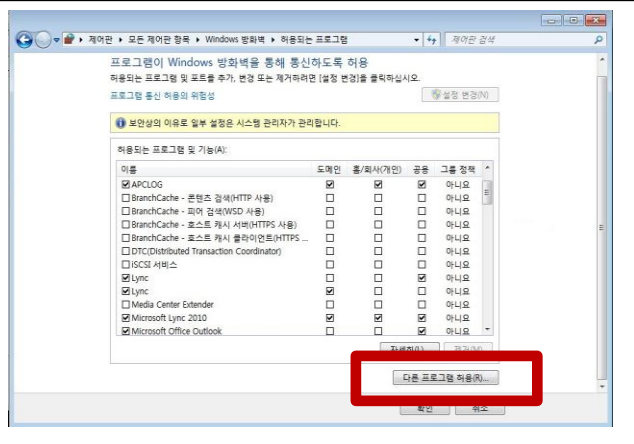 제어판 ▸ 모든 제어판 항목 ▸ Windows 방화벽 ▸ 허용되는 프로그램
제어판 검색
프로그램이 Windows 방화벽을 통해 통신하도록 허용
허용되는 프로그램 및 포트를 추가, 변경 또는 제거하려면 [설정 변경]을 클릭하십시오.
프로그램 통신 허용의 위험성
설정 변경(N)
보안상의 이유로 일부 설정은 시스템 관리자가 관리합니다.
허용되는 프로그램 및 기능(A):
이름 도메인 홈/회사(개인) 공용 그룹 정책
APCLOG 아니요
BranchCache - 콘텐츠 검색(HTTP 사용) 아니요
BranchCache - 피어 검색(WSD 사용) 아니요
BranchCache - 호스트 캐시 서버(HTTPS 사용) 아니요
BranchCache - 호스트 캐시 클라이언트(HTTPS ... 아니요
DTC(Distributed Transaction Coordinator) 아니요
iSCSI 서비스 아니요
Lync 아니요
Lync 아니요
Media Center Extender 아니요
Microsoft Lync 2010 아니요
Microsoft Office Outlook 아니요
다른 프로그램 허용(R)...
확인 취소